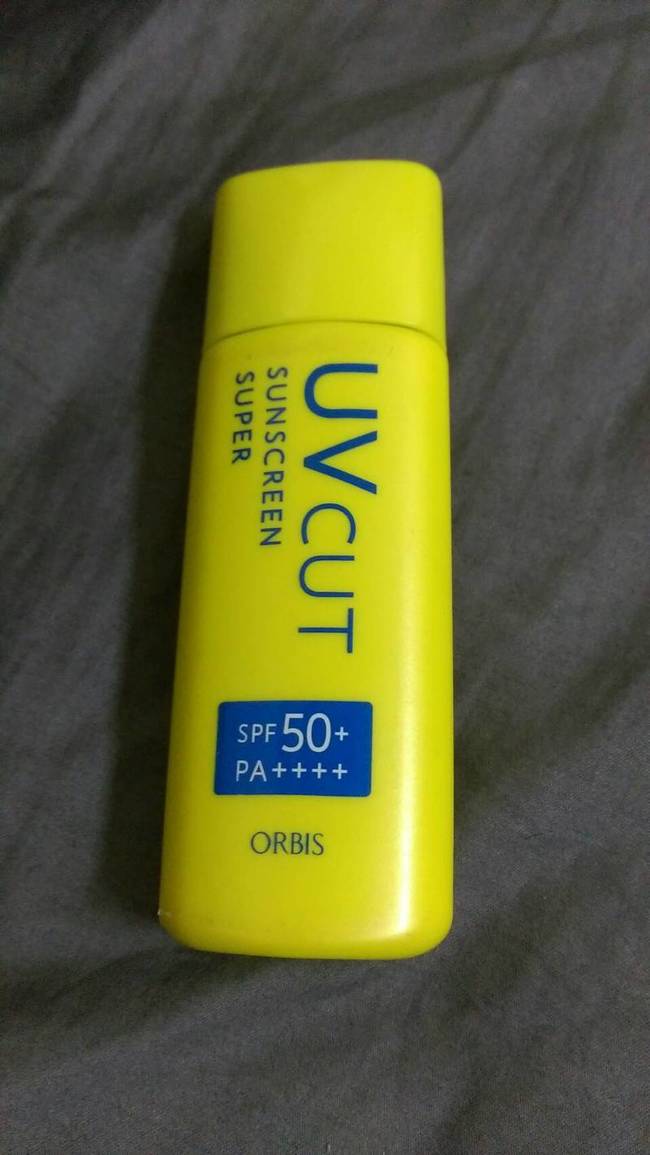 UV CUT
SUNSCREEN
SUPER
SPF 50+
PA++++
ORBIS